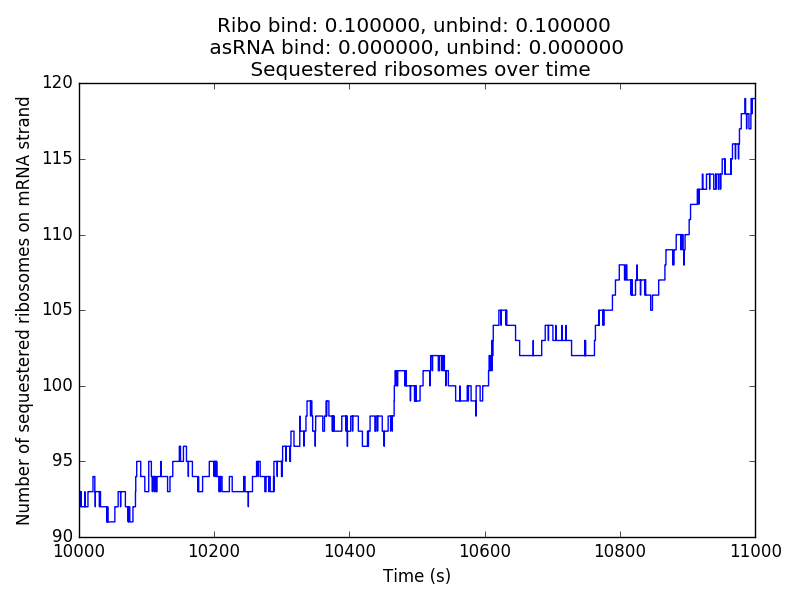 Ribo bind: 0.100000, unbind: 0.100000
asRNA bind: 0.000000, unbind: 0.000000
Sequestered ribosomes over time
Number of sequestered ribosomes on mRNA strand
120
115
110
105
100
95
90
10000 10200 10400 10600 10800 11000
Time (s)